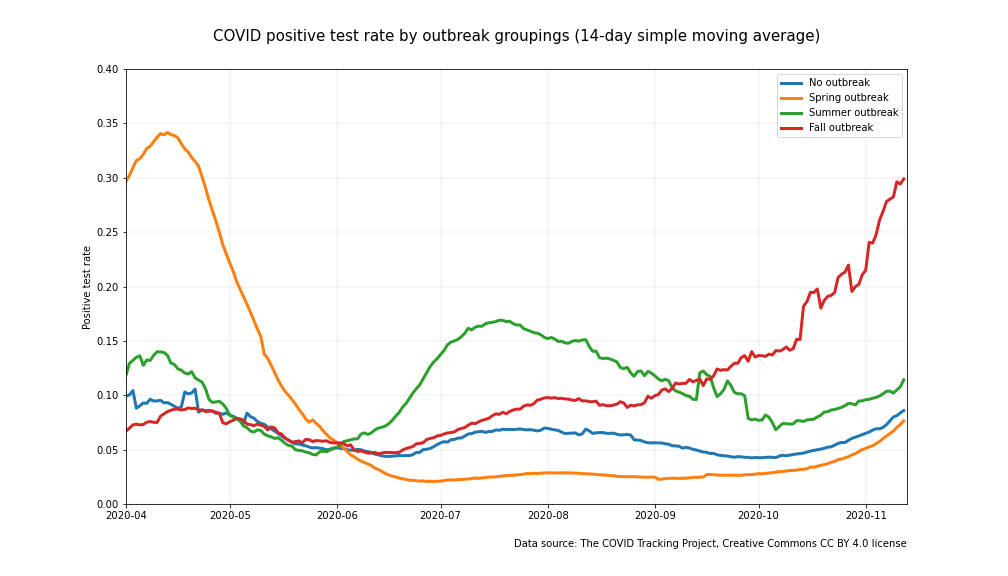 COVID positive test rate by outbreak groupings (14-day simple moving average)
No outbreak
Spring outbreak
Summer outbreak
Fall outbreak
Positive test rate
0.40
0.35
0.30
0.25
0.20
0.15
0.10
0.05
0.00
2020-04 2020-05 2020-06 2020-07 2020-08 2020-09 2020-10 2020-11
Data source: The COVID Tracking Project, Creative Commons CC BY 4.0 license